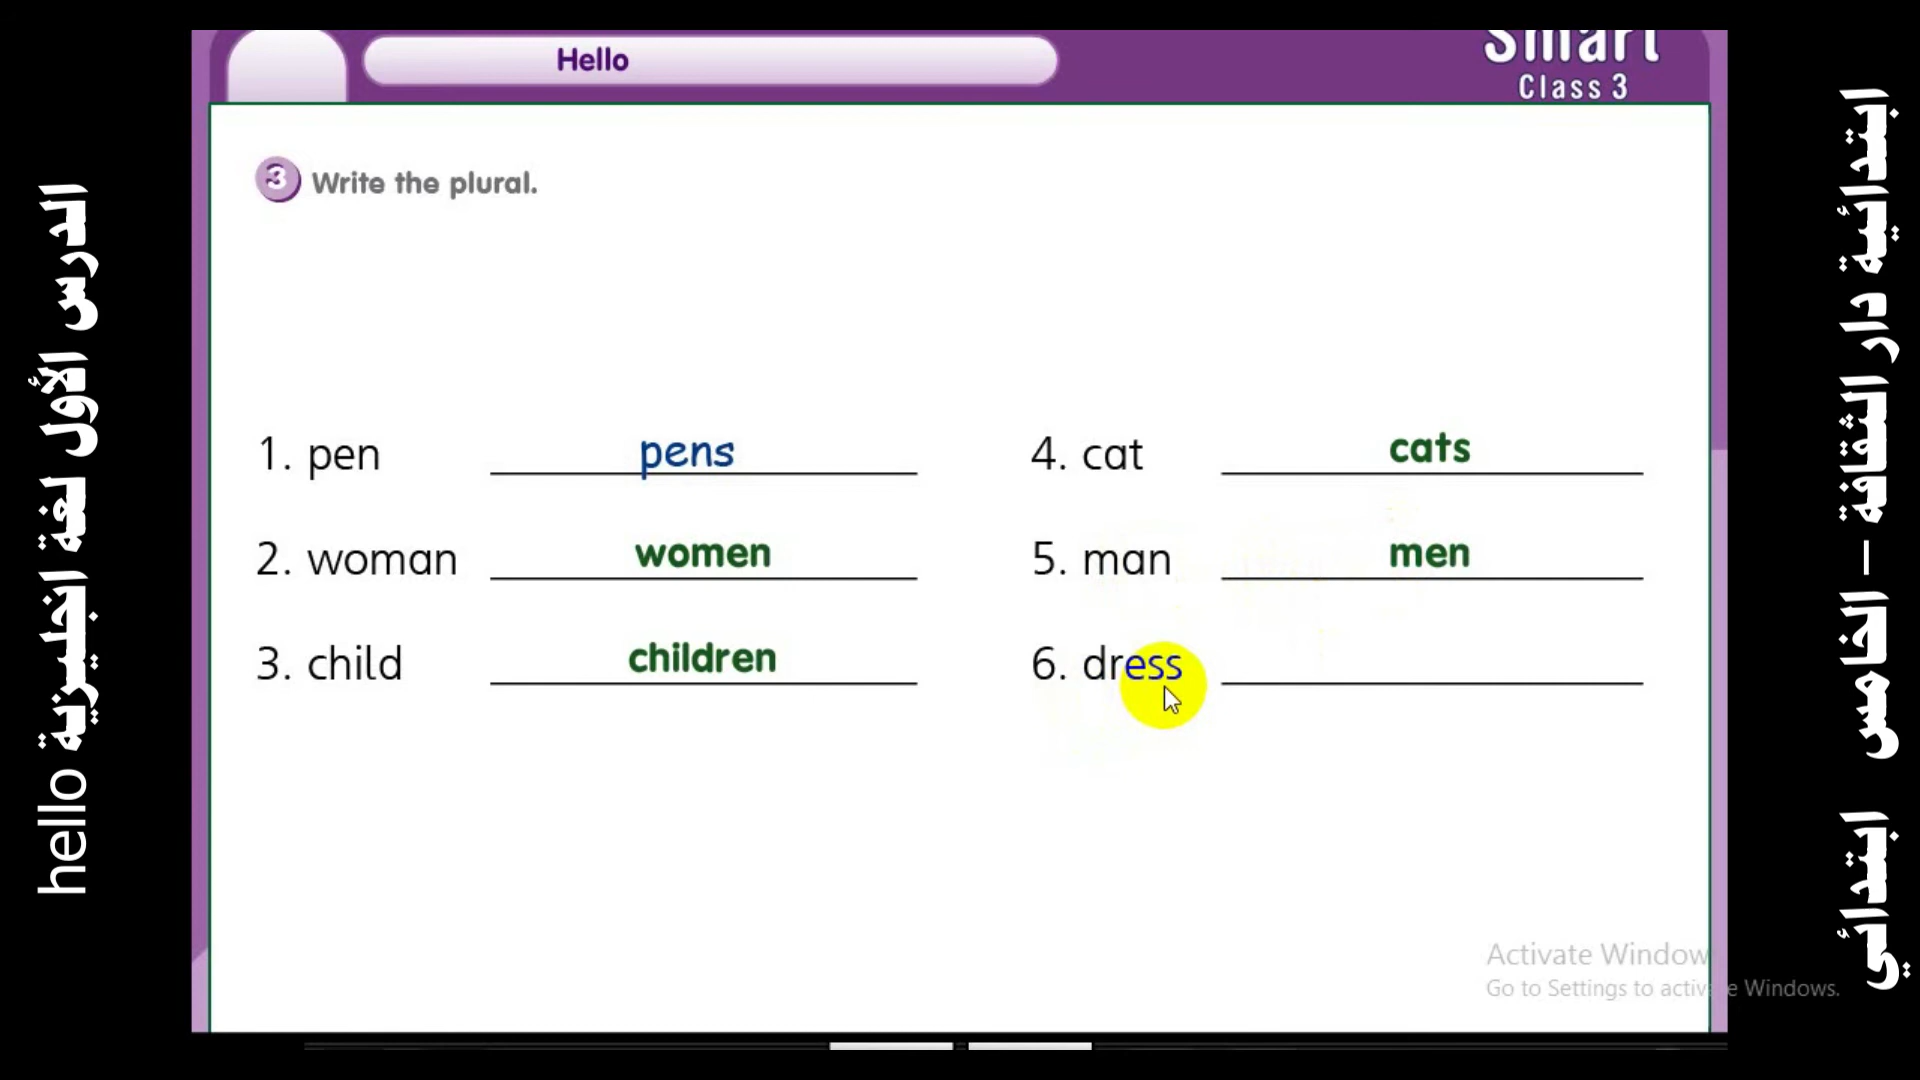 Hello
Smart
Class 3
3 Write the plural.
1. pen pens
2. woman women
3. child children
4. cat cats
5. man men
6. dress
Activate Window
Go to Settings to activate Windows.
الدرس الأول لغة انجليزية hello
ابتدائية دار الثقافة – الخامس ابتدائي